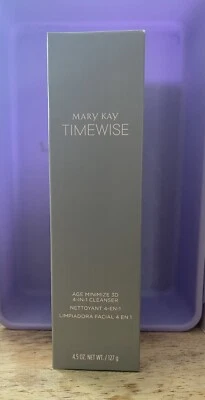 MARY KAY
TIMEWISE
AGE MINIMIZE 3D
4-IN-1 CLEANSER
NETTOYANT 4-EN-1
LIMPIADORA FACIAL 4 EN 1
4.5 OZ. NET WT. / 127 g